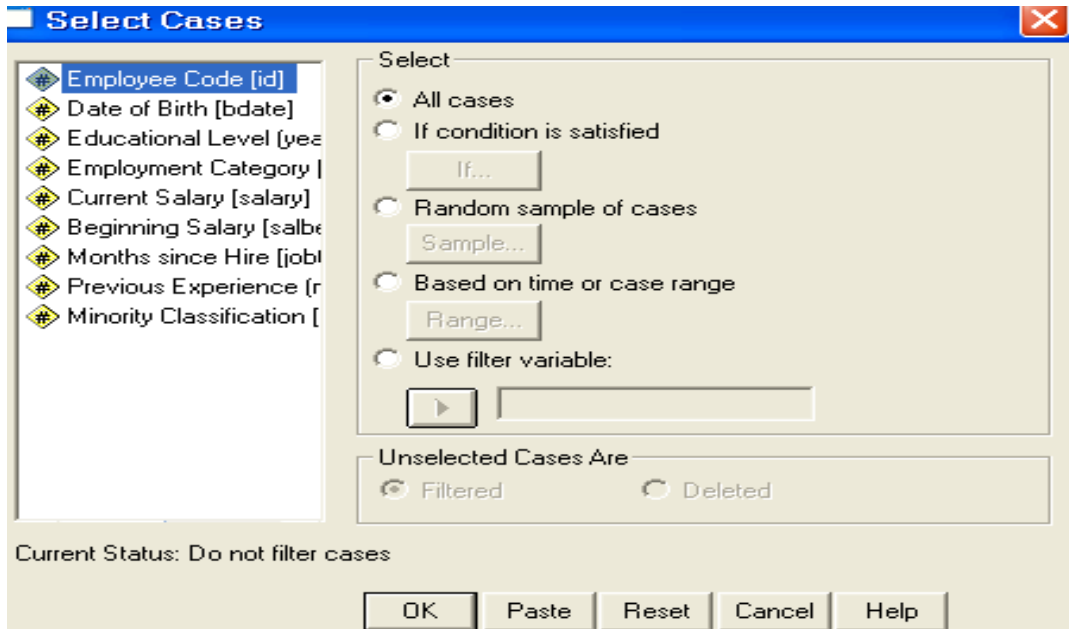 Select Cases
Employee Code [id]
Date of Birth [bdate]
Educational Level (yea
Employment Category [
Current Salary [salary]
Beginning Salary [salbe
Months since Hire [jobt
Previous Experience (r
Minority Classification [
Select
All cases
If condition is satisfied
If...
Random sample of cases
Sample...
Based on time or case range
Range...
Use filter variable:
Unselected Cases Are
Filtered Deleted
Current Status: Do not filter cases
OK Paste Reset Cancel Help